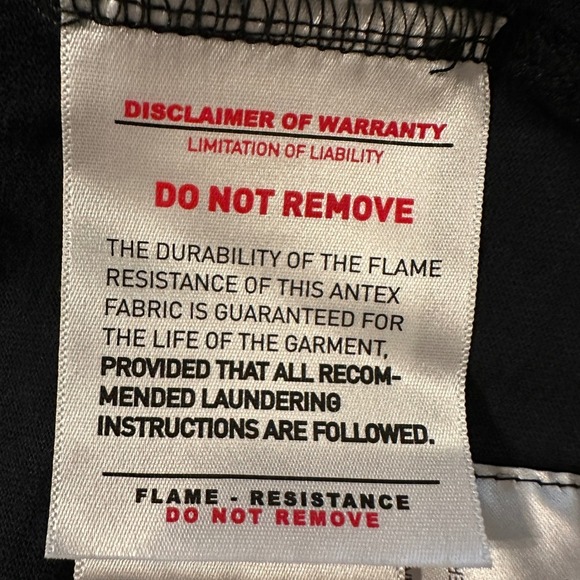 DISCLAIMER OF WARRANTY
LIMITATION OF LIABILITY
DO NOT REMOVE
THE DURABILITY OF THE FLAME
RESISTANCE OF THIS ANTEX
FABRIC IS GUARANTEED FOR
THE LIFE OF THE GARMENT,
PROVIDED THAT ALL RECOM-
MENDED LAUNDERING
INSTRUCTIONS ARE FOLLOWED.
FLAME - RESISTANCE
DO NOT REMOVE